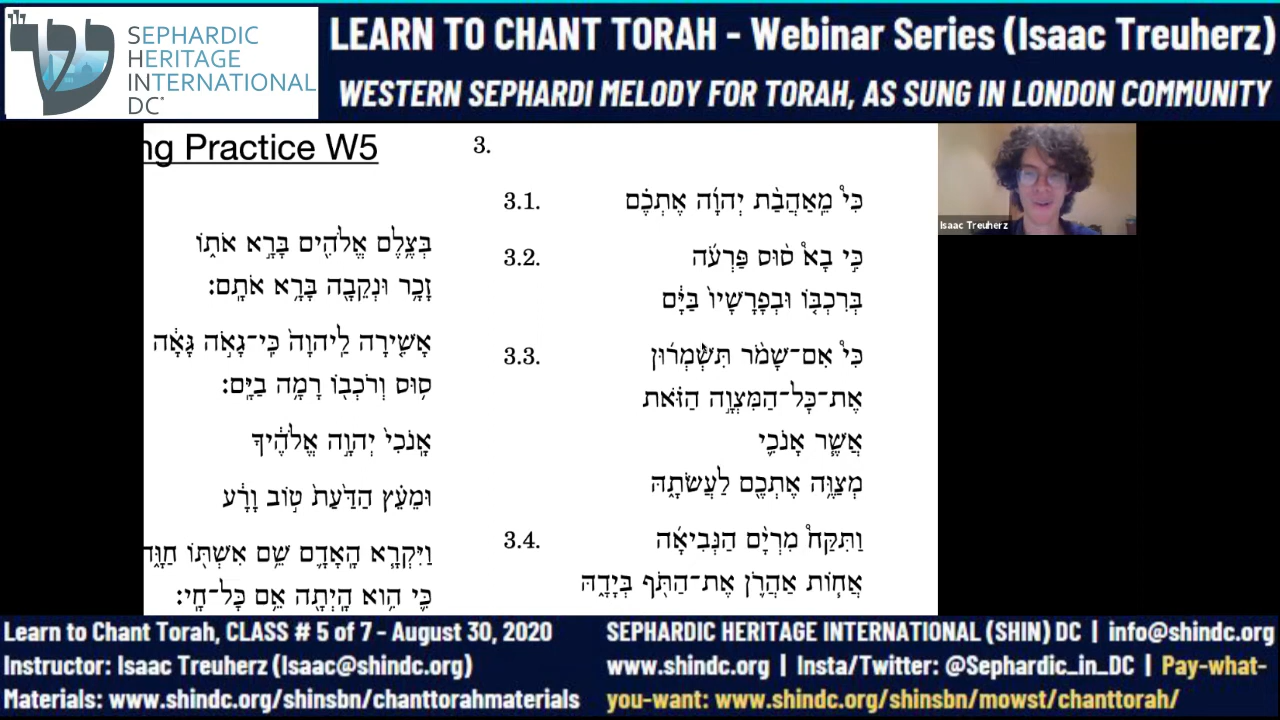 SEPHARDIC
HERITAGE
INTERNATIONAL
DC
LEARN TO CHANT TORAH - Webinar Series (Isaac Treuherz)
WESTERN SEPHARDI MELODY FOR TORAH, AS SUNG IN LONDON COMMUNITY
ng Practice W5
בְּצֶ֥לֶם אֱלֹהִ֖ים בָּרָ֣א אֹת֑וֹ
זָכָ֥ר וּנְקֵבָ֖ה בָּרָ֥א אֹתָֽם׃
אָשִׁ֤ירָה לַֽיהוָה֙ כִּֽי־גָאֹ֣ה גָּאָ֔ה
ס֥וּס וְרֹכְב֖וֹ רָמָ֥ה בַיָּֽם׃
אָֽנֹכִי֙ יְהוָ֣ה אֱלֹהֶ֔יךָ
וּמֵעֵ֗ץ הַדַּ֙עַת֙ ט֣וֹב וָרָ֔ע
וַיִּקְרָ֧א הָֽאָדָ֛ם שֵׁ֥ם אִשְׁתּ֖וֹ חַוָּ֑ה
כִּ֛י הִ֥וא הָֽיְתָ֖ה אֵ֥ם כָּל־חָֽי׃
3.
3.1. כִּי֩ מֵֽאַהֲבַ֨ת יְהוָ֜ה אֶתְכֶ֗ם
3.2. כִּ֣י בָא֩ ס֨וּס פַּרְעֹ֜ה
בְּרִכְבּ֤וֹ וּבְפָרָשָׁיו֙ בַּיָּ֔ם
3.3. כִּי֩ אִם־שָׁמֹ֨ר תִּשְׁמְר֜וּן
אֶת־כָּל־הַמִּצְוָ֣ה הַזֹּ֗את
אֲשֶׁ֧ר אָנֹכִ֛י
מְצַוֶּ֥ה אֶתְכֶ֖ם לַעֲשֹׂתָ֑הּ
3.4. וַתִּקַּח֩ מִרְיָ֨ם הַנְּבִיאָ֜ה
אֲח֧וֹת אַהֲרֹ֛ן אֶת־הַתֹּ֖ף בְּיָדָ֑הּ
Isaac Treuherz
Learn to Chant Torah, CLASS # 5 of 7 - August 30, 2020
Instructor: Isaac Treuherz (Isaac@shindc.org)
Materials: www.shindc.org/shinsbn/chanttorahmaterials
SEPHARDIC HERITAGE INTERNATIONAL (SHIN) DC | info@shindc.org
www.shindc.org | Insta/Twitter: @Sephardic_in_DC | Pay-what-
you-want: www.shindc.org/shinsbn/mowst/chanttorah/